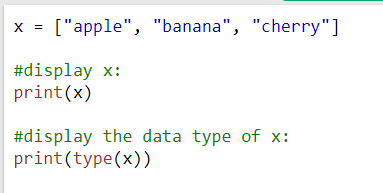 x = ["apple", "banana", "cherry"]
#display x:
print(x)
#display the data type of x:
print(type(x))